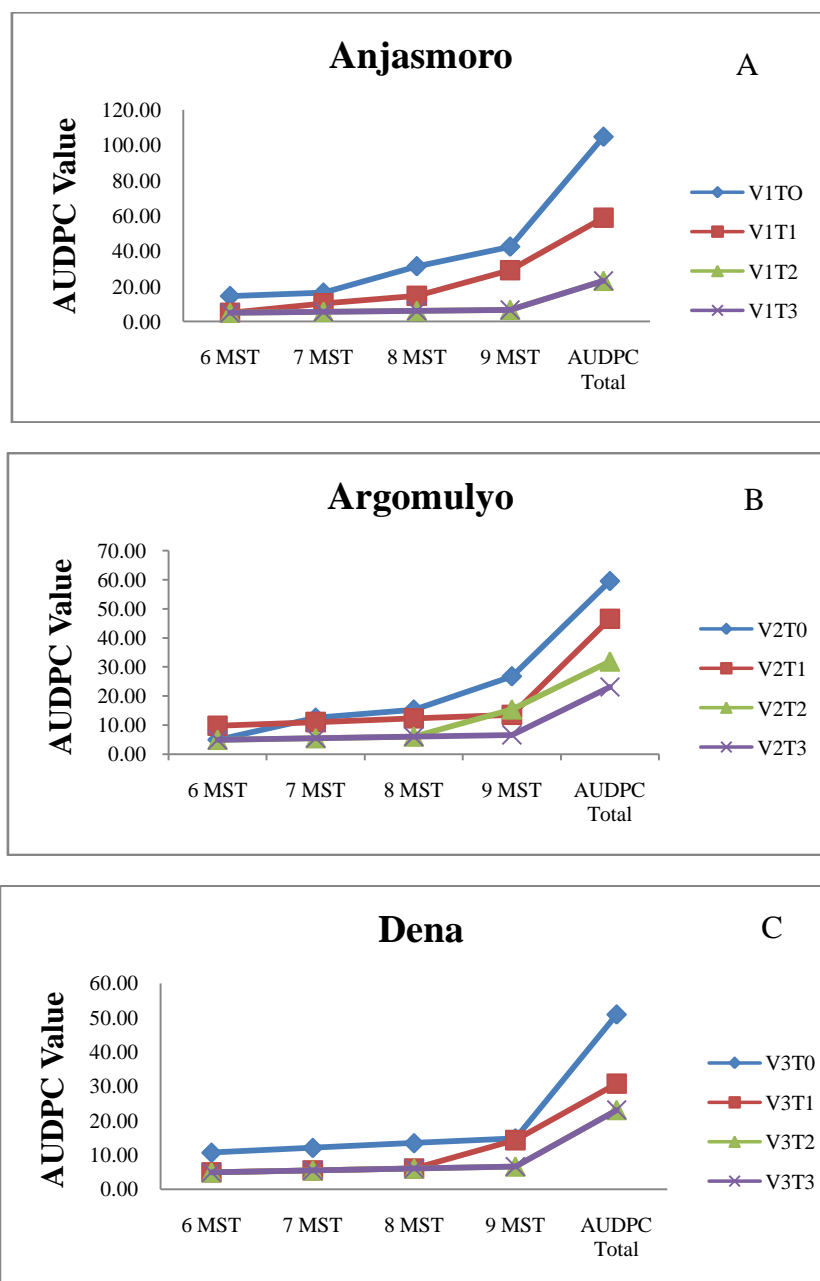 Anjasmoro
A
AUDPC Value
120.00
100.00
80.00
60.00
40.00
20.00
0.00
6 MST 7 MST 8 MST 9 MST AUDPC
Total
V1TO
V1T1
V1T2
V1T3
Argomulyo
B
AUDPC Value
70.00
60.00
50.00
40.00
30.00
20.00
10.00
0.00
6 MST 7 MST 8 MST 9 MST AUDPC
Total
V2T0
V2T1
V2T2
V2T3
Dena
C
AUDPC Value
60.00
50.00
40.00
30.00
20.00
10.00
0.00
6 MST 7 MST 8 MST 9 MST AUDPC
Total
V3T0
V3T1
V3T2
V3T3